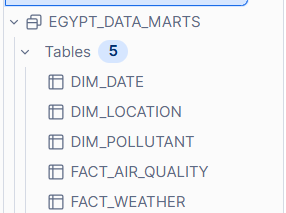 EGYPT_DATA_MARTS
Tables 5
DIM_DATE
DIM_LOCATION
DIM_POLLUTANT
FACT_AIR_QUALITY
FACT_WEATHER